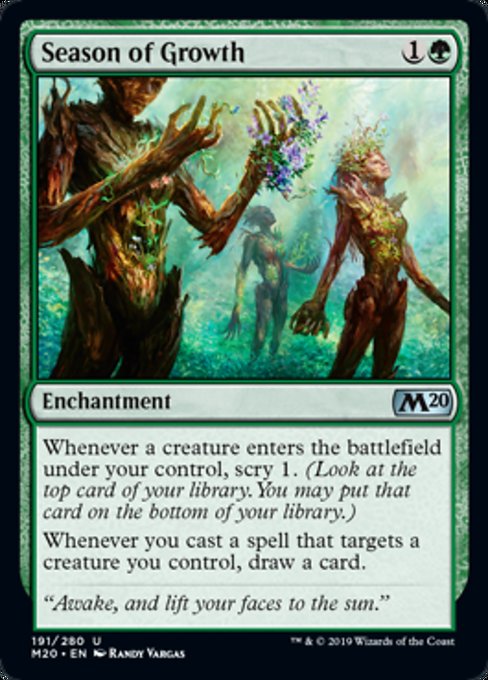 Season of Growth 1
Enchantment M20
Whenever a creature enters the battlefield
under your control, scry 1. (Look at the
top card of your library. You may put that
card on the bottom of your library.)
Whenever you cast a spell that targets a
creature you control, draw a card.
“Awake, and lift your faces to the sun.”
191/280 U
M20 • EN Randy Vargas
™ & © 2019 Wizards of the Coast